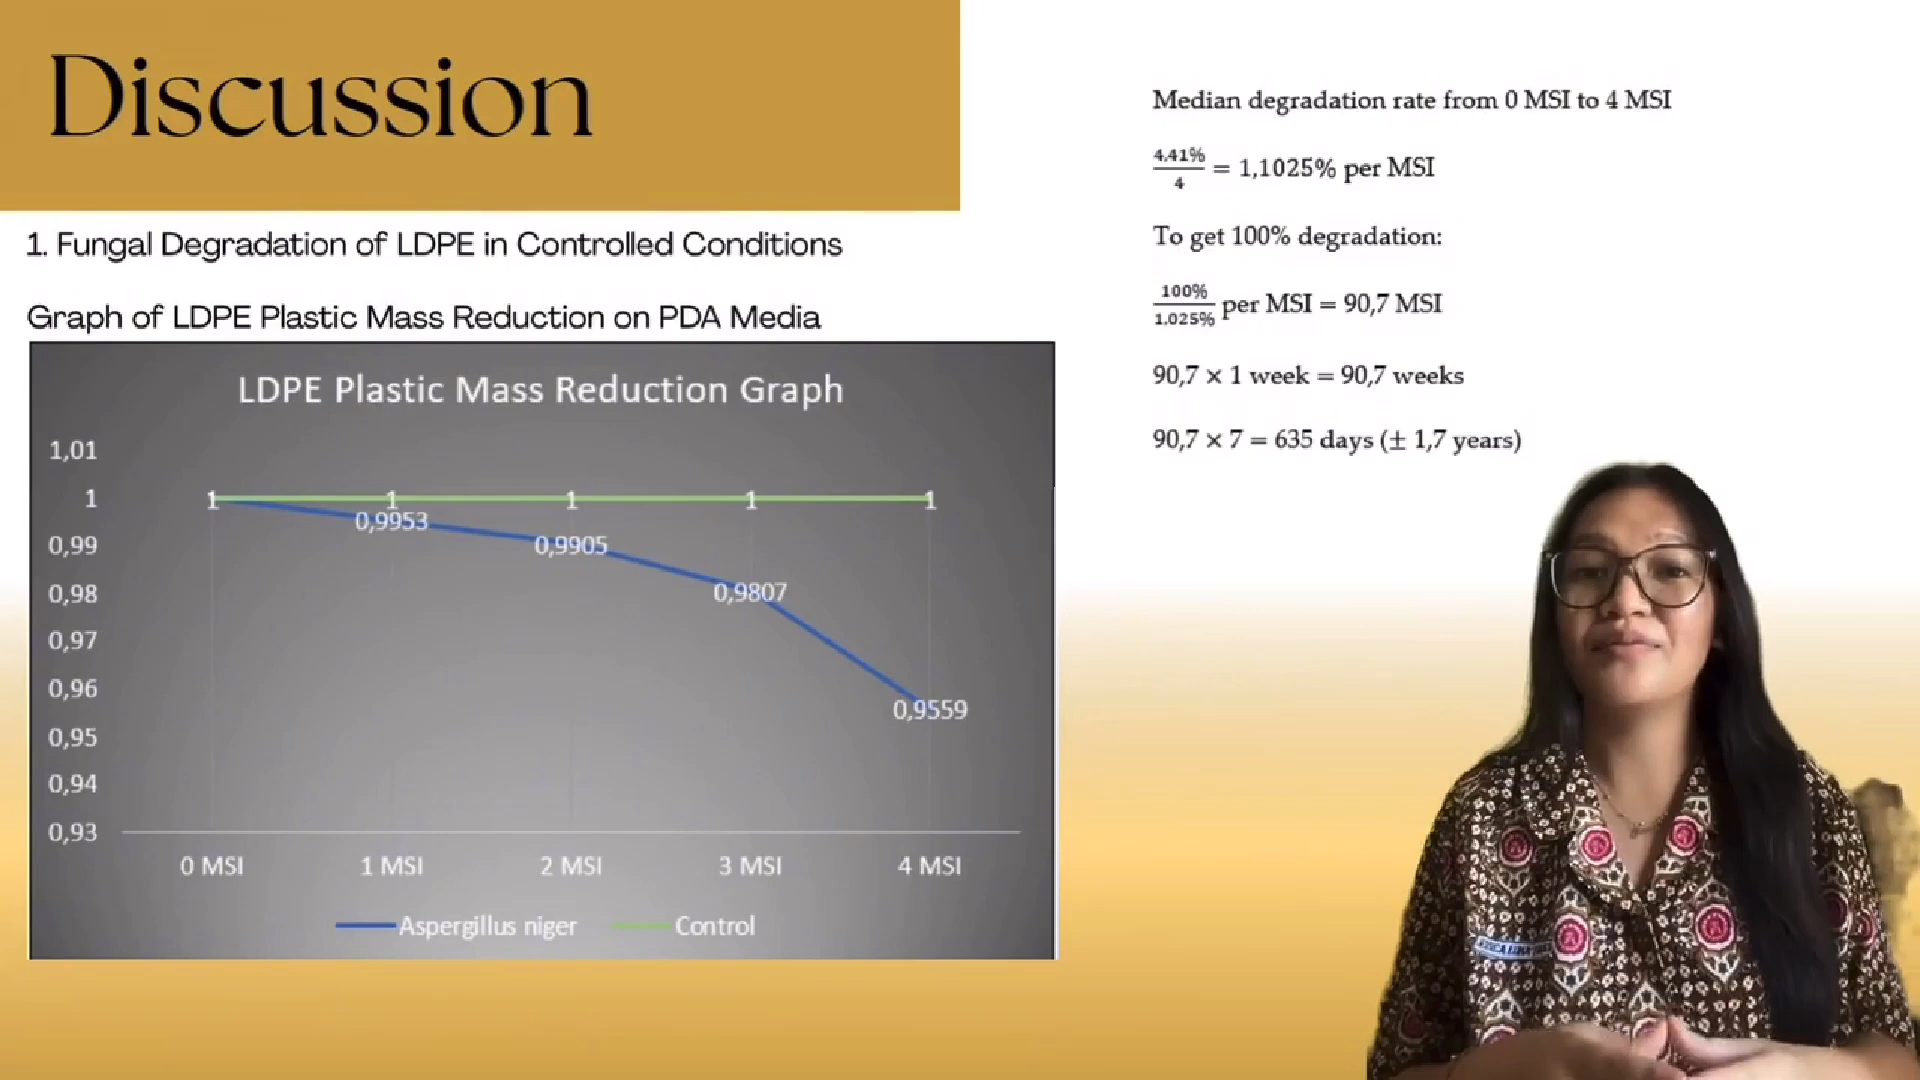 Discussion
1. Fungal Degradation of LDPE in Controlled Conditions
Graph of LDPE Plastic Mass Reduction on PDA Media
LDPE Plastic Mass Reduction Graph
1,01
1
0,99
0,98
0,97
0,96
0,95
0,94
0,93
1 1 1 1 1
0,9953
0,9905
0,9807
0,9559
0 MSI 1 MSI 2 MSI 3 MSI 4 MSI
Aspergillus niger Control
Median degradation rate from 0 MSI to 4 MSI
4,41%
4
= 1,1025% per MSI
To get 100% degradation:
100%
1.025%
per MSI = 90,7 MSI
90,7 × 1 week = 90,7 weeks
90,7 × 7 = 635 days (± 1,7 years)